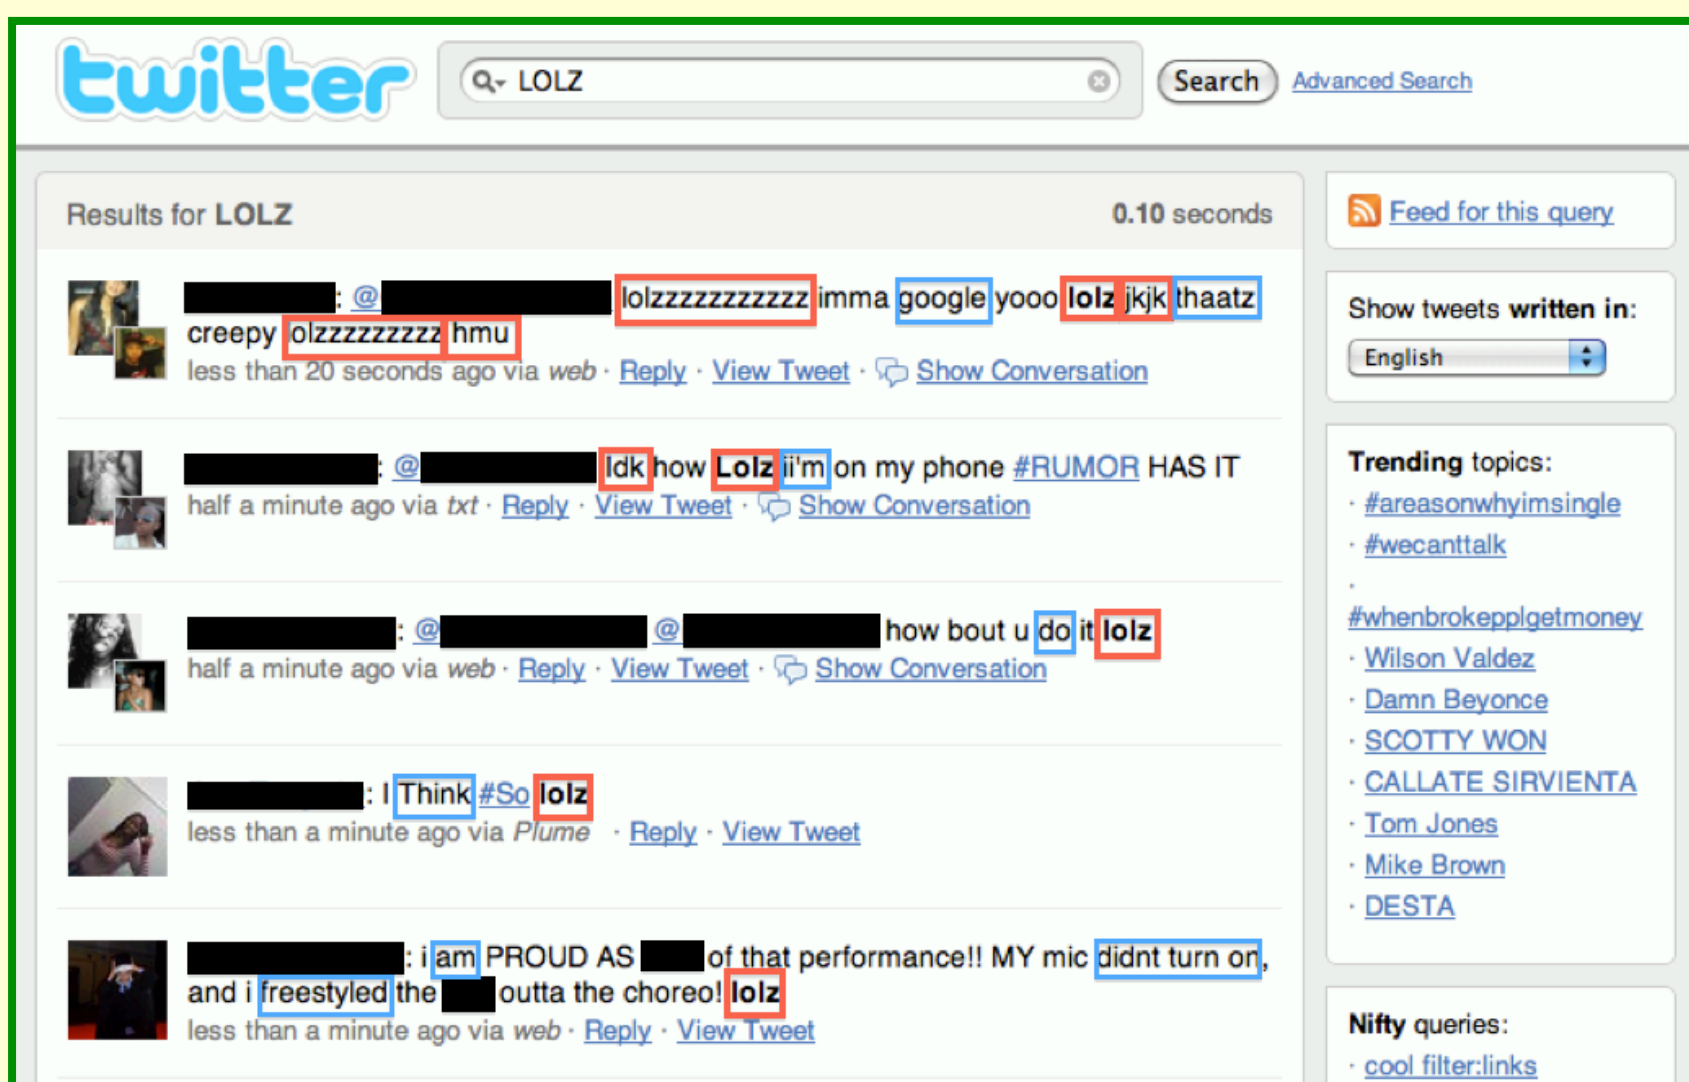 twitter
LOLZ
Search
Advanced Search
Results for LOLZ
0.10 seconds
: @ lolzzzzzzzzzzz imma google yooo lolz jkjk thaatz
creepy lolzzzzzzzzz hmu
less than 20 seconds ago via web · Reply · View Tweet · Show Conversation
: @ Idk how Lolz ii'm on my phone #RUMOR HAS IT
half a minute ago via txt · Reply · View Tweet · Show Conversation
: @ @ how bout u do it lolz
half a minute ago via web · Reply · View Tweet · Show Conversation
: I Think #So lolz
less than a minute ago via Plume · Reply · View Tweet
: i am PROUD AS of that performance!! MY mic didnt turn on,
and i freestyled the outta the choreo! lolz
less than a minute ago via web · Reply · View Tweet
Feed for this query
Show tweets written in:
English
Trending topics:
· #areasonwhyimsingle
· #wecanttalk
·
#whenbrokepplgetmoney
· Wilson Valdez
· Damn Beyonce
· SCOTTY WON
· CALLATE SIRVIENTA
· Tom Jones
· Mike Brown
· DESTA
Nifty queries:
· cool filter:links